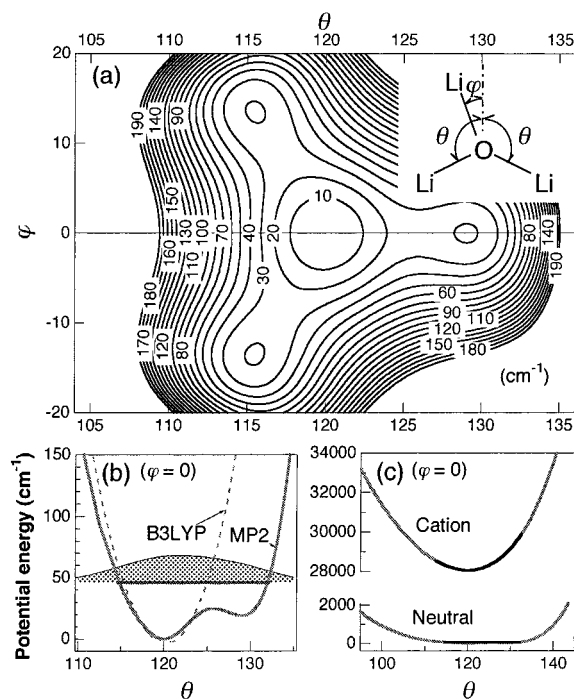 θ
105 110 115 120 125 130 135
20
10
φ
0
-10
-20
(a)
190 140 90
150
130
160 100 70 40 20 10
110
30
180
170 120 80
80 140
190
60
90 110
120
150 180
(cm⁻¹)
φ
Li
θ θ
O
Li Li
105 110 115 120 125 130 135
θ
Potential energy (cm⁻¹)
150
100
50
0
(b) (φ = 0)
B3LYP
MP2
110 120 130
θ
(c) (φ = 0)
34000
32000
30000
28000
2000
0
Cation
Neutral
100 120 140
θ